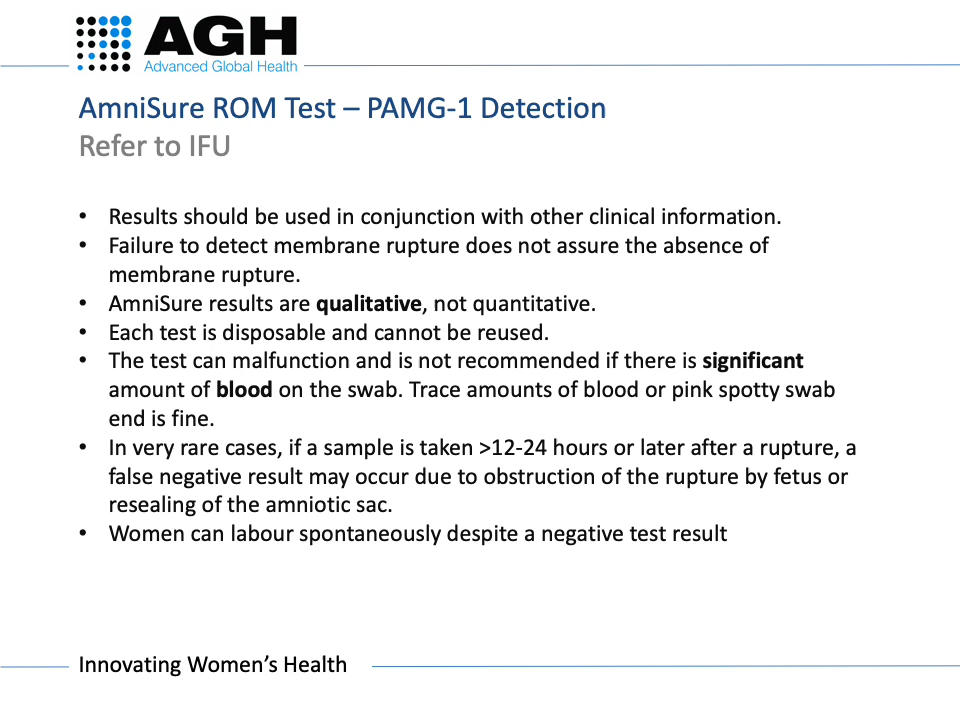 AGH
Advanced Global Health
AmniSure ROM Test – PAMG-1 Detection
Refer to IFU
• Results should be used in conjunction with other clinical information.
• Failure to detect membrane rupture does not assure the absence of
membrane rupture.
• AmniSure results are qualitative, not quantitative.
• Each test is disposable and cannot be reused.
• The test can malfunction and is not recommended if there is significant
amount of blood on the swab. Trace amounts of blood or pink spotty swab
end is fine.
• In very rare cases, if a sample is taken >12-24 hours or later after a rupture, a
false negative result may occur due to obstruction of the rupture by fetus or
resealing of the amniotic sac.
• Women can labour spontaneously despite a negative test result
Innovating Women’s Health